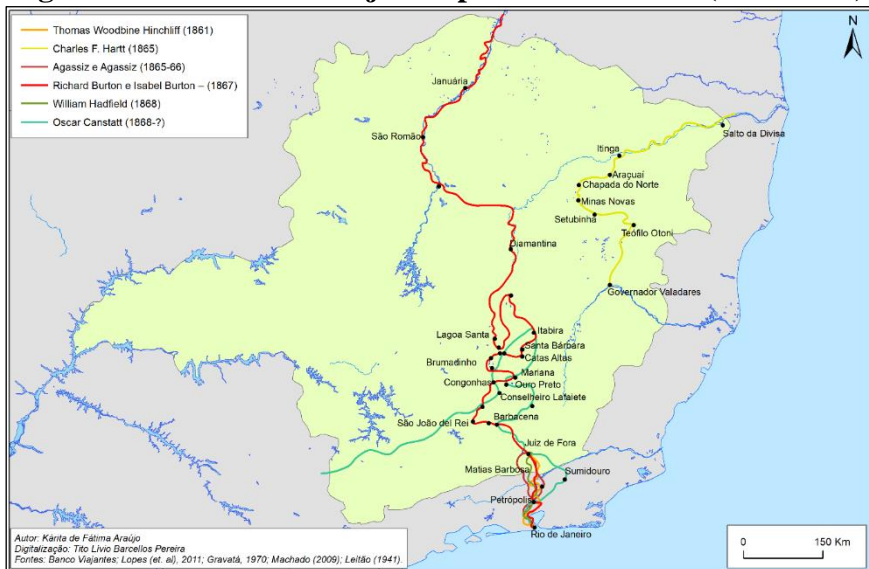 Thomas Woodbine Hinchliff (1861)
Charles F. Hartt (1865)
Agassiz e Agassiz (1865-66)
Richard Burton e Isabel Burton – (1867)
William Hadfield (1868)
Oscar Canstatt (1868-?)
N
Januária
São Romão
Salto da Divisa
Itinga
Araçuaí
Chapada do Norte
Minas Novas
Setubinha
Teófilo Otoni
Diamantina
Governador Valadares
Itabira
Lagoa Santa
Santa Bárbara
Catas Altas
Brumadinho
Mariana
Congonhas
Ouro Preto
Conselheiro Lafaiete
São João del Rei
Barbacena
Juiz de Fora
Matias Barbosa
Sumidouro
Petrópolis
Rio de Janeiro
Autor: Kárita de Fátima Araújo
Digitalização: Tito Lívio Barcellos Pereira
Fontes: Banco Viajantes; Lopes (et. al), 2011; Gravatá, 1970; Machado (2009); Leitão (1941).
0 150 Km